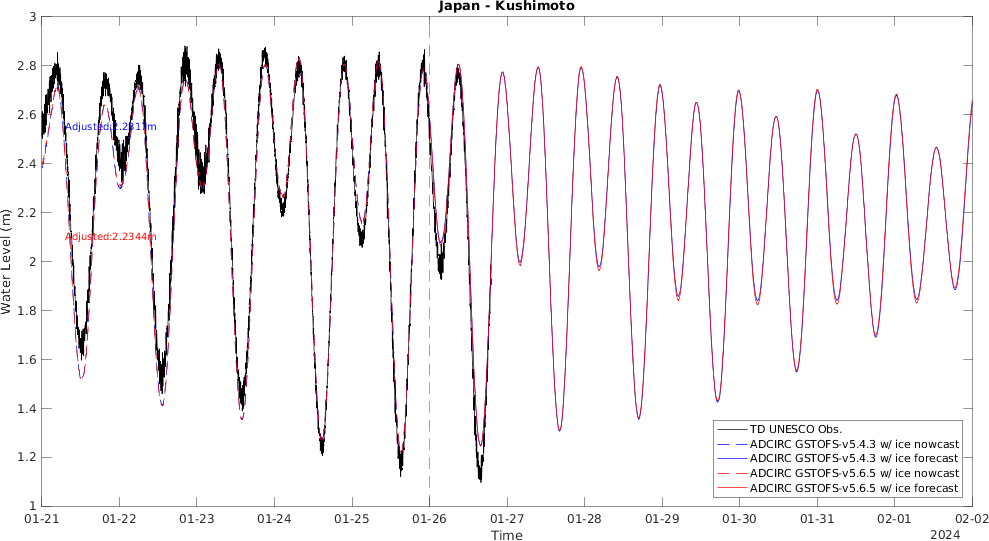 Japan - Kushimoto
3
2.8
2.6
2.4
2.2
2
1.8
1.6
1.4
1.2
1
Water Level (m)
Adjusted:2.2317m
Adjusted:2.2344m
TD UNESCO Obs.
ADCIRC GSTOFS-v5.4.3 w/ ice nowcast
ADCIRC GSTOFS-v5.4.3 w/ ice forecast
ADCIRC GSTOFS-v5.6.5 w/ ice nowcast
ADCIRC GSTOFS-v5.6.5 w/ ice forecast
01-21 01-22 01-23 01-24 01-25 01-26 01-27 01-28 01-29 01-30 01-31 02-01 02-02
Time
2024